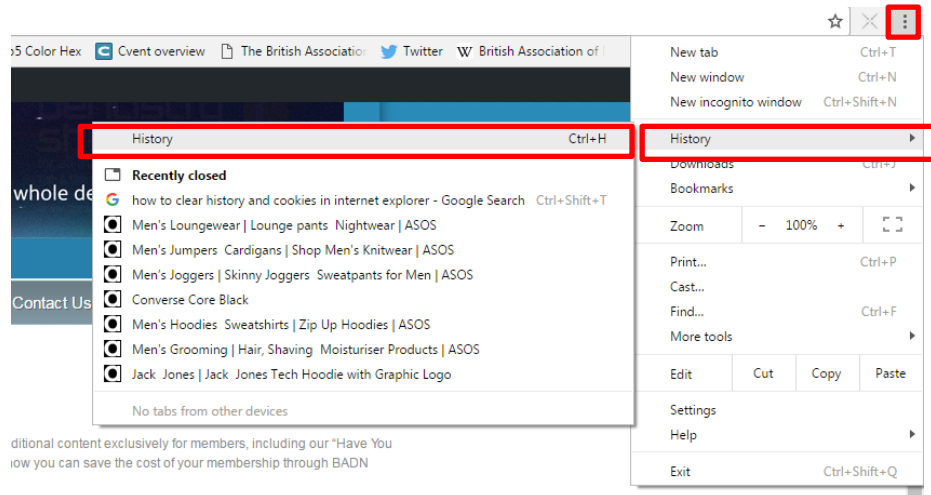 5 Color Hex Cvent overview The British Association Twitter British Association of
New tab Ctrl+T
New window Ctrl+N
New incognito window Ctrl+Shift+N
History
Downloads Ctrl+J
Bookmarks
Zoom - 100% +
Print... Ctrl+P
Cast...
Find... Ctrl+F
More tools
Edit Cut Copy Paste
Settings
Help
Exit Ctrl+Shift+Q
History Ctrl+H
Recently closed
how to clear history and cookies in internet explorer - Google Search Ctrl+Shift+T
Men's Loungewear | Lounge pants Nightwear | ASOS
Men's Jumpers Cardigans | Shop Men's Knitwear | ASOS
Men's Joggers | Skinny Joggers Sweatpants for Men | ASOS
Converse Core Black
Men's Hoodies Sweatshirts | Zip Up Hoodies | ASOS
Men's Grooming | Hair, Shaving Moisturiser Products | ASOS
Jack Jones | Jack Jones Tech Hoodie with Graphic Logo
No tabs from other devices
whole de
Contact Us
ditional content exclusively for members, including our "Have You
ow you can save the cost of your membership through BADN